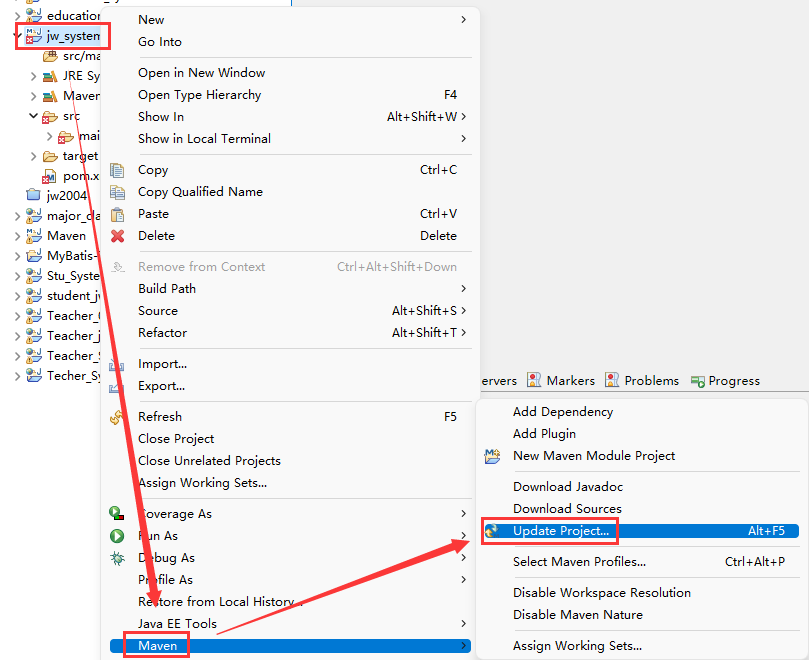 education
jw_system
src/ma
JRE Sy
Maven
src
mai
target
pom.x
jw2004
major_da
Maven
MyBatis-
Stu_Syste
student_jw
Teacher_
Teacher_j
Teacher_S
Techer_Sy
New
Go Into
Open in New Window
Open Type Hierarchy F4
Show In Alt+Shift+W
Show in Local Terminal
Copy Ctrl+C
Copy Qualified Name
Paste Ctrl+V
Delete Delete
Remove from Context Ctrl+Alt+Shift+Down
Build Path
Source Alt+Shift+S
Refactor Alt+Shift+T
Import...
Export...
Refresh F5
Close Project
Close Unrelated Projects
Assign Working Sets...
Coverage As
Run As
Debug As
Profile As
Restore from Local History...
Java EE Tools
Maven
ervers Markers Problems Progress
Add Dependency
Add Plugin
New Maven Module Project
Download Javadoc
Download Sources
Update Project... Alt+F5
Select Maven Profiles... Ctrl+Alt+P
Disable Workspace Resolution
Disable Maven Nature
Assign Working Sets...